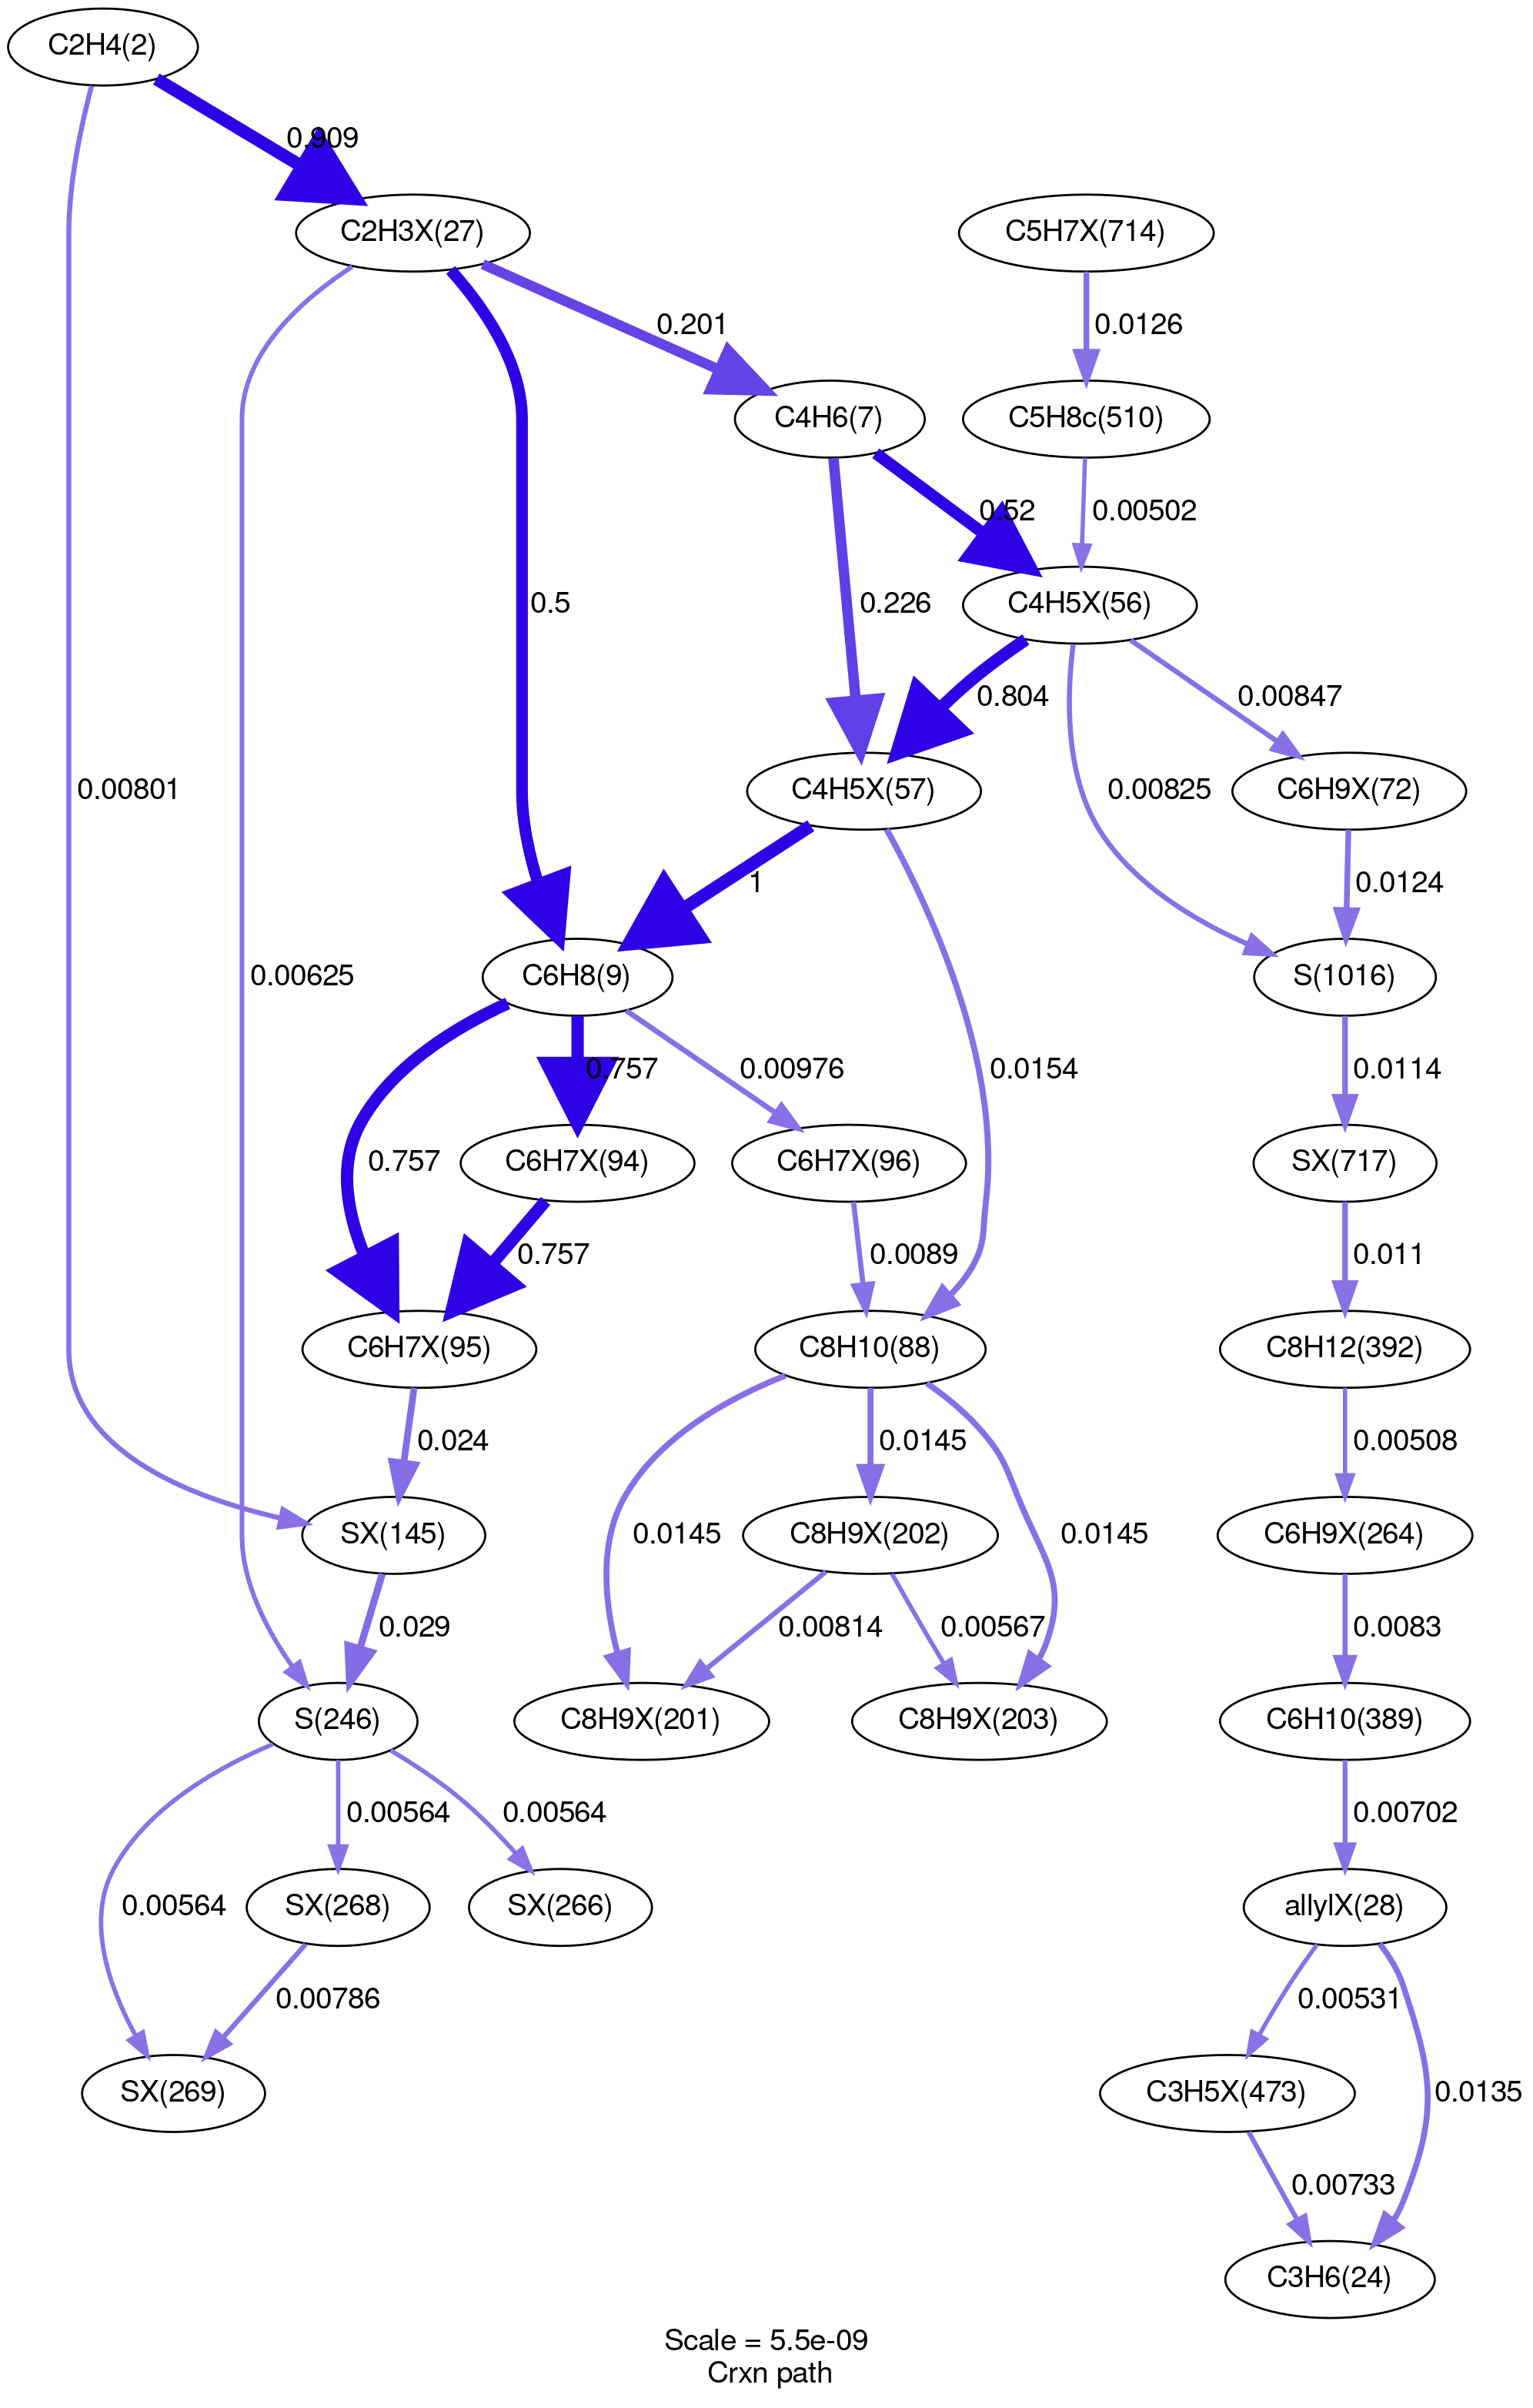 C2H4(2)
0.909
C2H3X(27)
C5H7X(714)
0.201
0.0126
C4H6(7)
C5H8c(510)
0.52
0.00502
0.5
0.226
C4H5X(56)
0.804
0.00847
0.00801
C4H5X(57)
0.00825
C6H9X(72)
1
0.0124
0.00625
C6H8(9)
S(1016)
0.757
0.00976
0.0154
0.0114
0.757
C6H7X(94)
C6H7X(96)
SX(717)
0.757
0.0089
0.011
C6H7X(95)
C8H10(88)
C8H12(392)
0.024
0.0145
0.00508
SX(145)
0.0145
C8H9X(202)
0.0145
C6H9X(264)
0.029
0.00814
0.00567
0.0083
S(246)
C8H9X(201)
C8H9X(203)
C6H10(389)
0.00564
0.00564
0.00702
0.00564
SX(268)
SX(266)
allylX(28)
0.00786
0.00531
SX(269)
C3H5X(473)
0.0135
0.00733
C3H6(24)
Scale = 5.5e-09
Crxn path